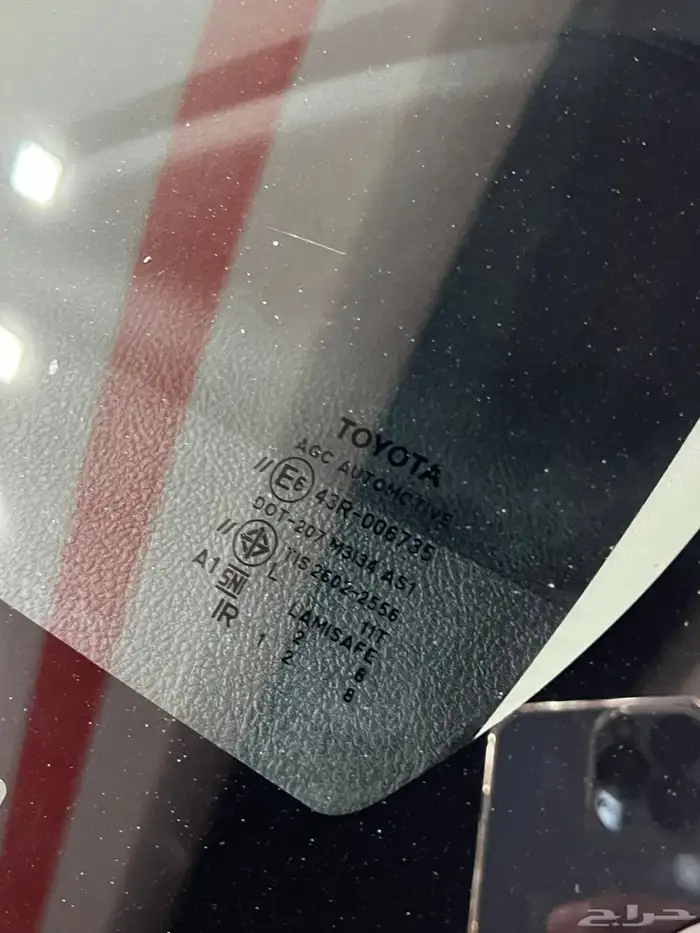 TOYOTA
AGC AUTOMOTIVE
// E6 43R-006735
DOT-207 M3134 AS1
// TIS 2602-2556
A1 SNI L 11T
IR LAMISAFE
1 2 8
2 8
حراج